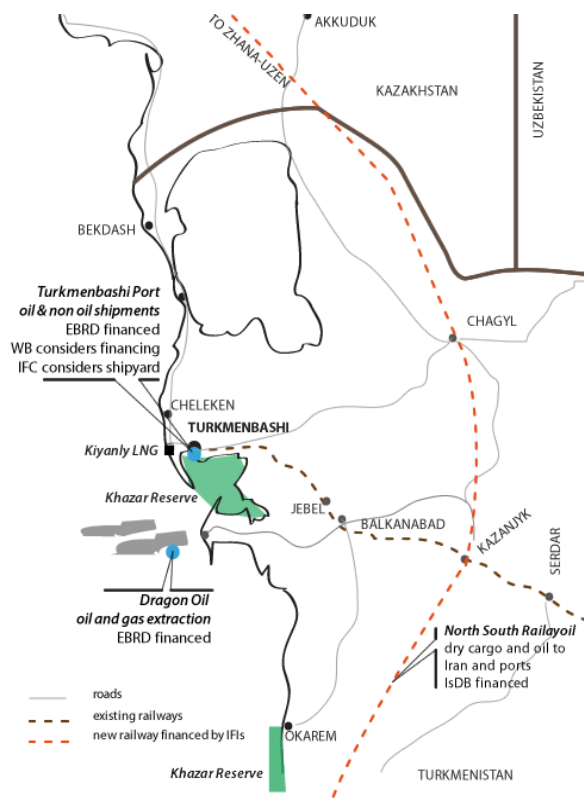 AKKUDUK
TO ZHANA-UZEN
KAZAKHSTAN
UZBEKISTAN
BEKDASH
Turkmenbashi Port
oil & non oil shipments
EBRD financed
WB considers financing
IFC considers shipyard
CHAGYL
CHELEKEN
TURKMENBASHI
Kiyanly LNG
Khazar Reserve
JEBEL
BALKANABAD
KAZANJYK
SERDAR
Dragon Oil
oil and gas extraction
EBRD financed
North South Railayoil
dry cargo and oil to
Iran and ports
IsDB financed
roads
existing railways
new railway financed by IFIs
OKAREM
Khazar Reserve
TURKMENISTAN